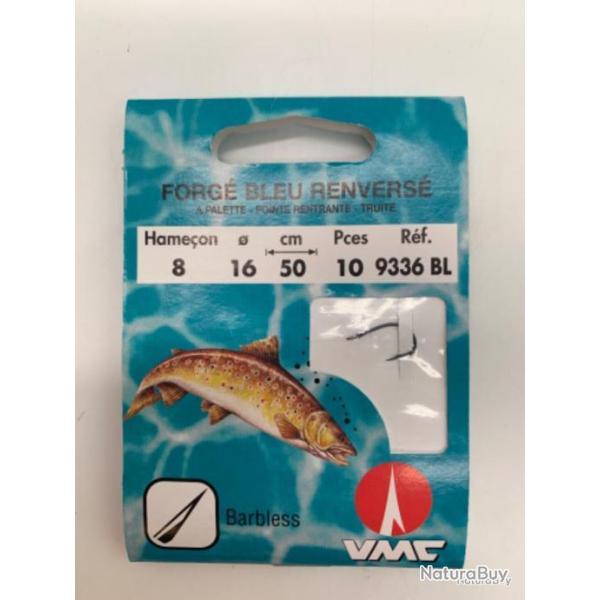 FORGÉ BLEU RENVERSÉ
A PALETTE - POINTE RENTRANTE - TRUITE
Hameçon ø cm Pces Réf.
8 16 50 10 9336 BL
Barbless
VMC
NaturaBuy